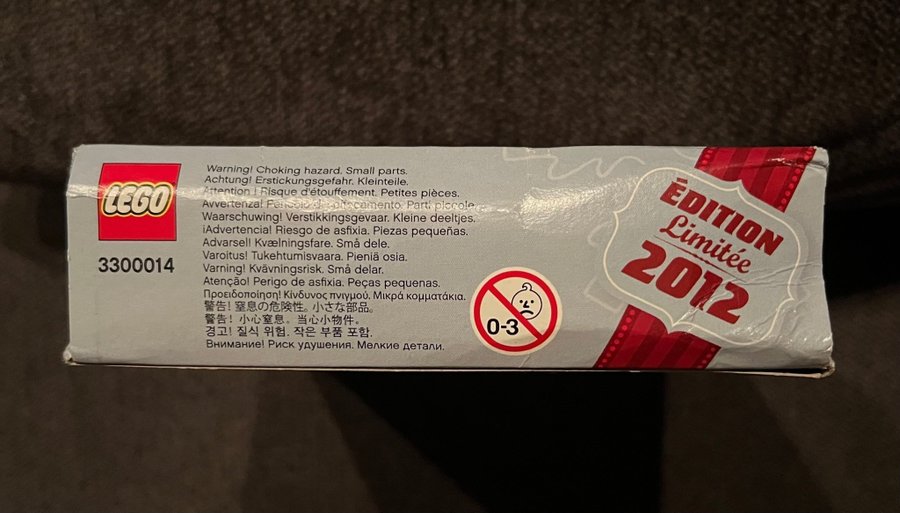 LEGO
3300014
Warning! Choking hazard. Small parts.
Achtung! Erstickungsgefahr. Kleinteile.
Attention ! Risque d'étouffement. Petites pièces.
Avvertenza! Parti piccole.
Waarschuwing! Verstikkingsgevaar. Kleine deeltjes.
¡Advertencia! Riesgo de asfixia. Piezas pequeñas.
Advarsel! Kvælningsfare. Små dele.
Varoitus! Tukehtumisvaara. Pieniä osia.
Varning! Kvävningsrisk. Små delar.
Atenção! Perigo de asfixia. Peças pequenas.
Προειδοποίηση! Κίνδυνος πνιγμού. Μικρά κομματάκια.
警告! 窒息の危険性。小さな部品。
警告! 小心窒息。当心小物件。
경고! 질식 위험. 작은 부품 포함.
Внимание! Риск удушения. Мелкие детали.
0-3
ÉDITION
Limitée
2012